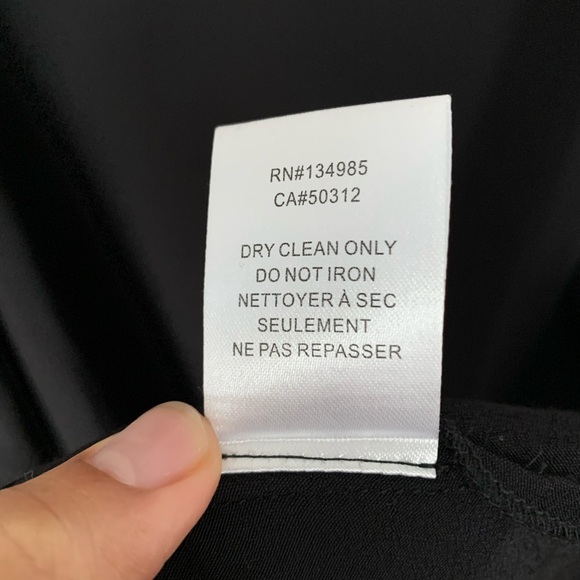 RN#134985
CA#50312
DRY CLEAN ONLY
DO NOT IRON
NETTOYER À SEC
SEULEMENT
NE PAS REPASSER